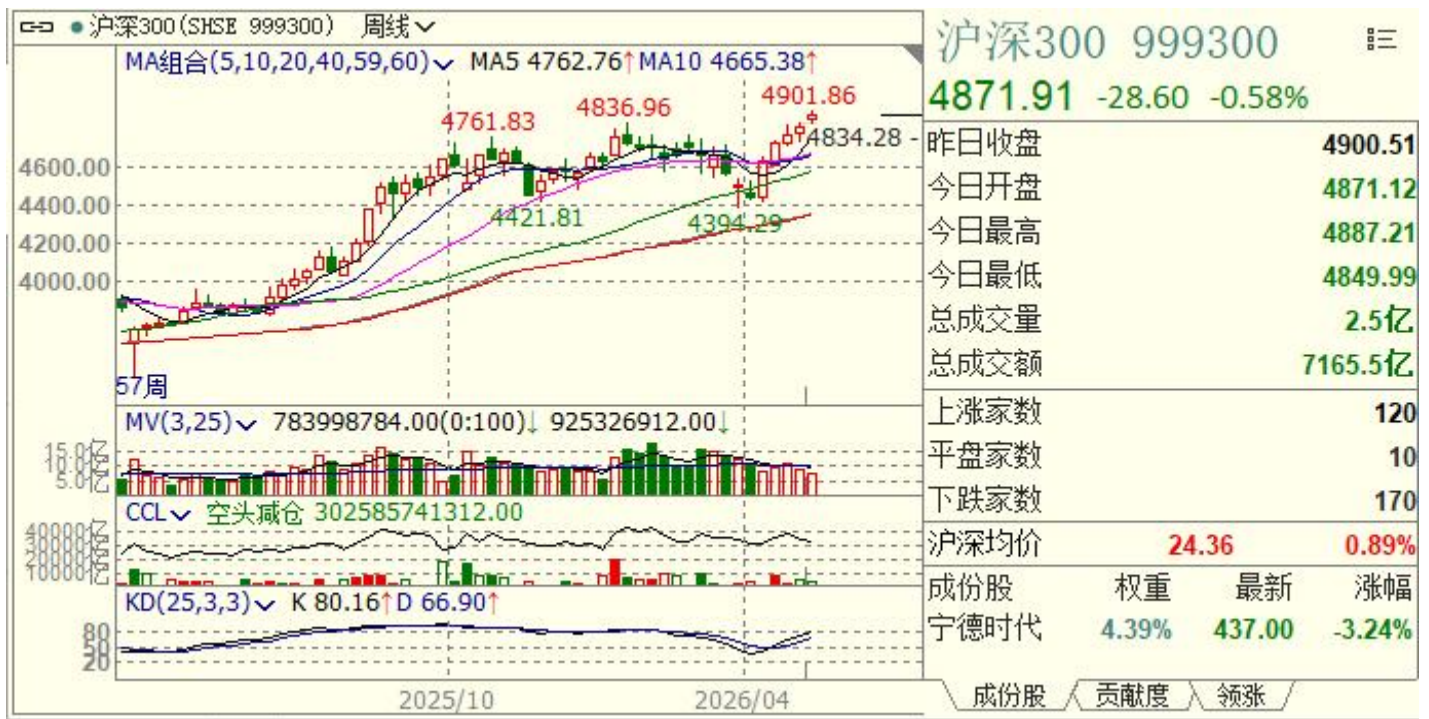 沪深300(SHSE 999300) 周线
MA组合(5,10,20,40,59,60) MA5 4762.76↑ MA10 4665.38↑
4901.86
4836.96
4761.83
4834.28
4600.00
4400.00
4421.81
4394.29
4200.00
4000.00
57周
MV(3,25) 783998784.00(0:100)↓ 925326912.00↓
15.0亿
10.0亿
5.0亿
CCL 空头减仓 302585741312.00
40000亿
30000亿
20000亿
10000亿
KD(25,3,3) K 80.16↑ D 66.90↑
80
50
20
2025/10 2026/04
沪深300 999300
4871.91 -28.60 -0.58%
昨日收盘 4900.51
今日开盘 4871.12
今日最高 4887.21
今日最低 4849.99
总成交量 2.5亿
总成交额 7165.5亿
上涨家数 120
平盘家数 10
下跌家数 170
沪深均价 24.36 0.89%
成份股 权重 最新 涨幅
宁德时代 4.39% 437.00 -3.24%
成份股 贡献度 领涨